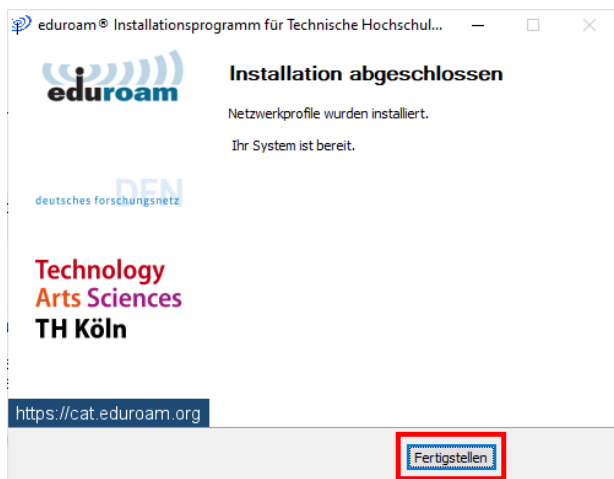 eduroam® Installationsprogramm für Technische Hochschul...
eduroam
Installation abgeschlossen
Netzwerkprofile wurden installiert.
Ihr System ist bereit.
DFN
deutsches forschungsnetz
Technology
Arts Sciences
TH Köln
https://cat.eduroam.org
Fertigstellen